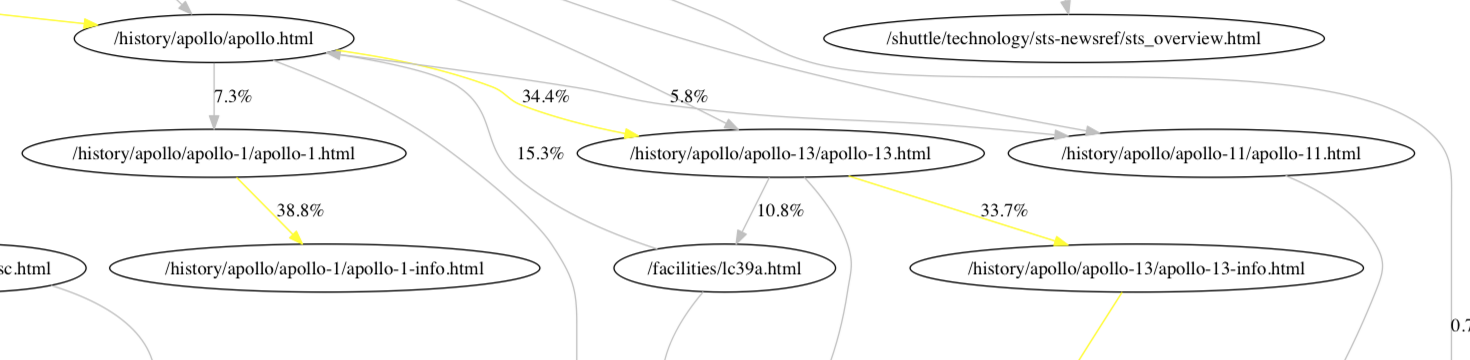 /history/apollo/apollo.html
/shuttle/technology/sts-newsref/sts_overview.html
7.3%
34.4%
5.8%
/history/apollo/apollo-1/apollo-1.html
15.3%
/history/apollo/apollo-13/apollo-13.html
/history/apollo/apollo-11/apollo-11.html
38.8%
10.8%
33.7%
sc.html
/history/apollo/apollo-1/apollo-1-info.html
/facilities/lc39a.html
/history/apollo/apollo-13/apollo-13-info.html
0.7